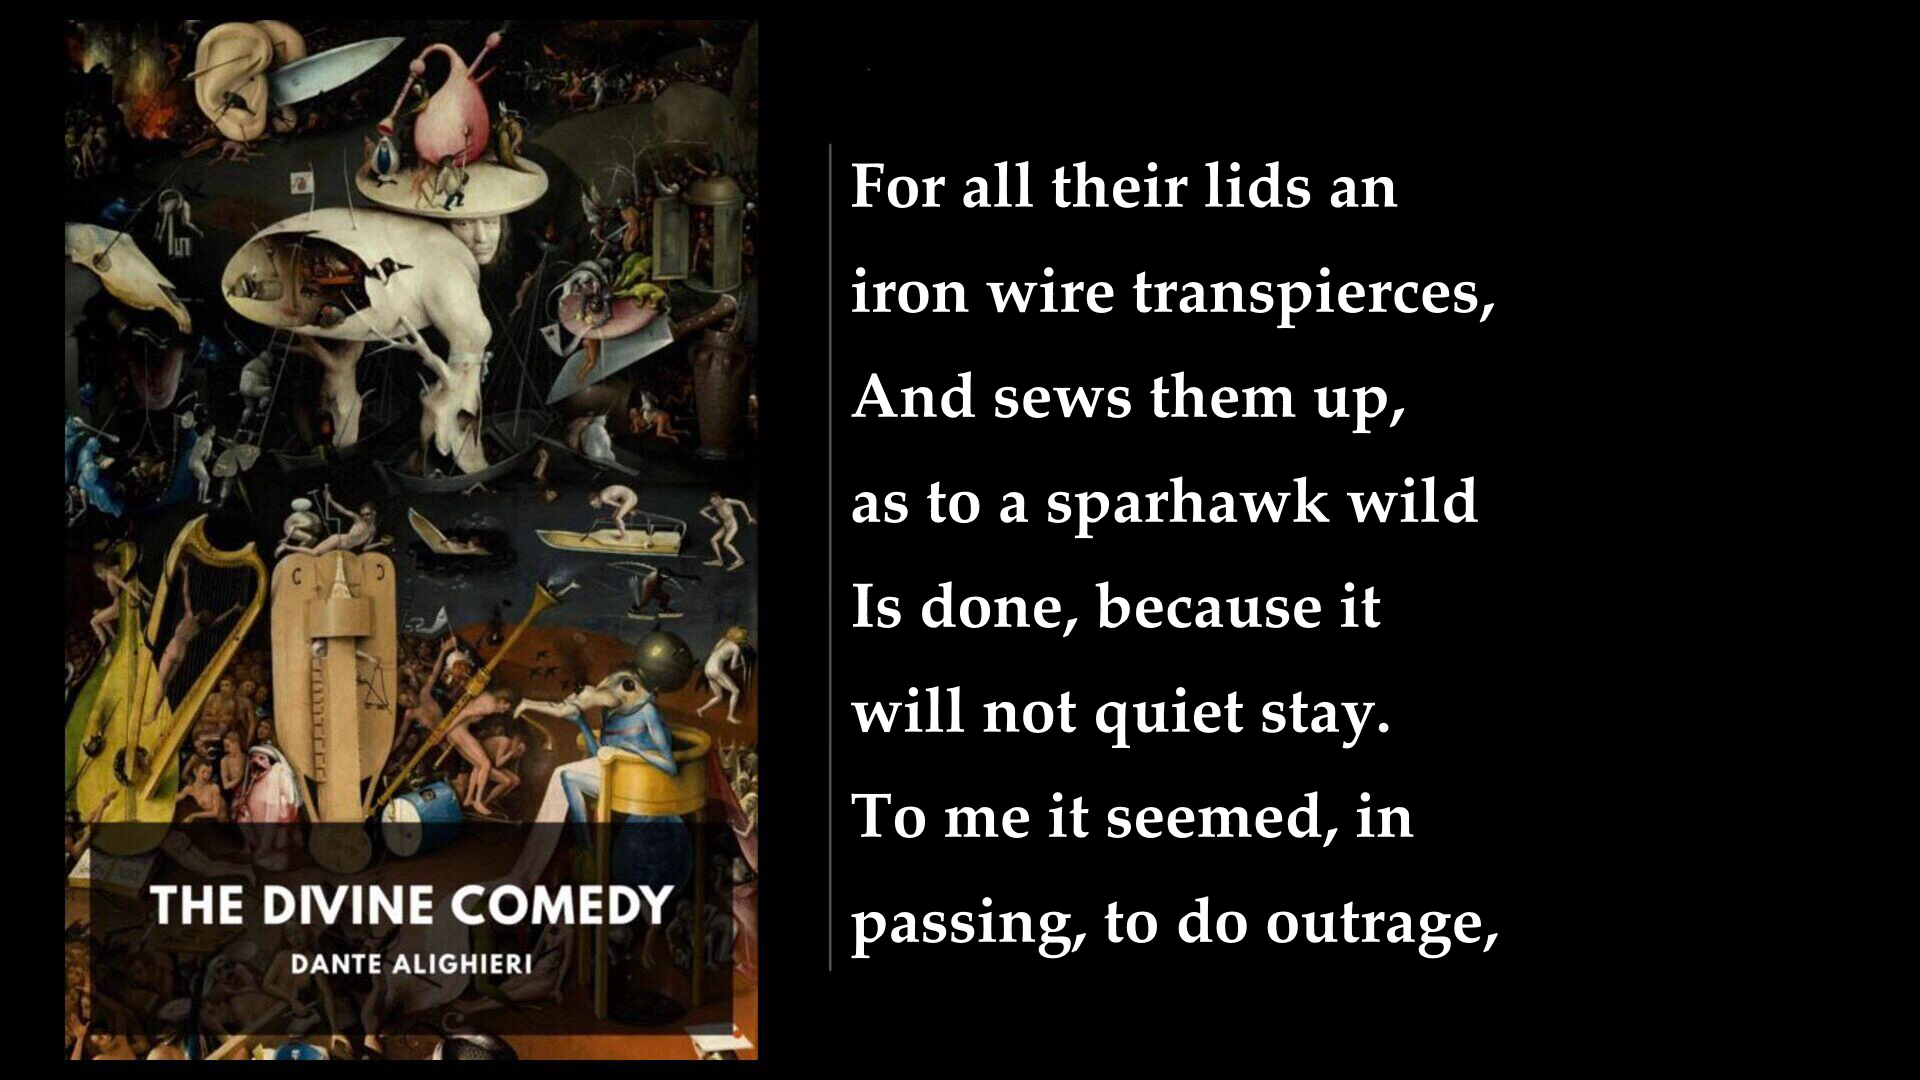 THE DIVINE COMEDY
DANTE ALIGHIERI
For all their lids an
iron wire transpierces,
And sews them up,
as to a sparhawk wild
Is done, because it
will not quiet stay.
To me it seemed, in
passing, to do outrage,